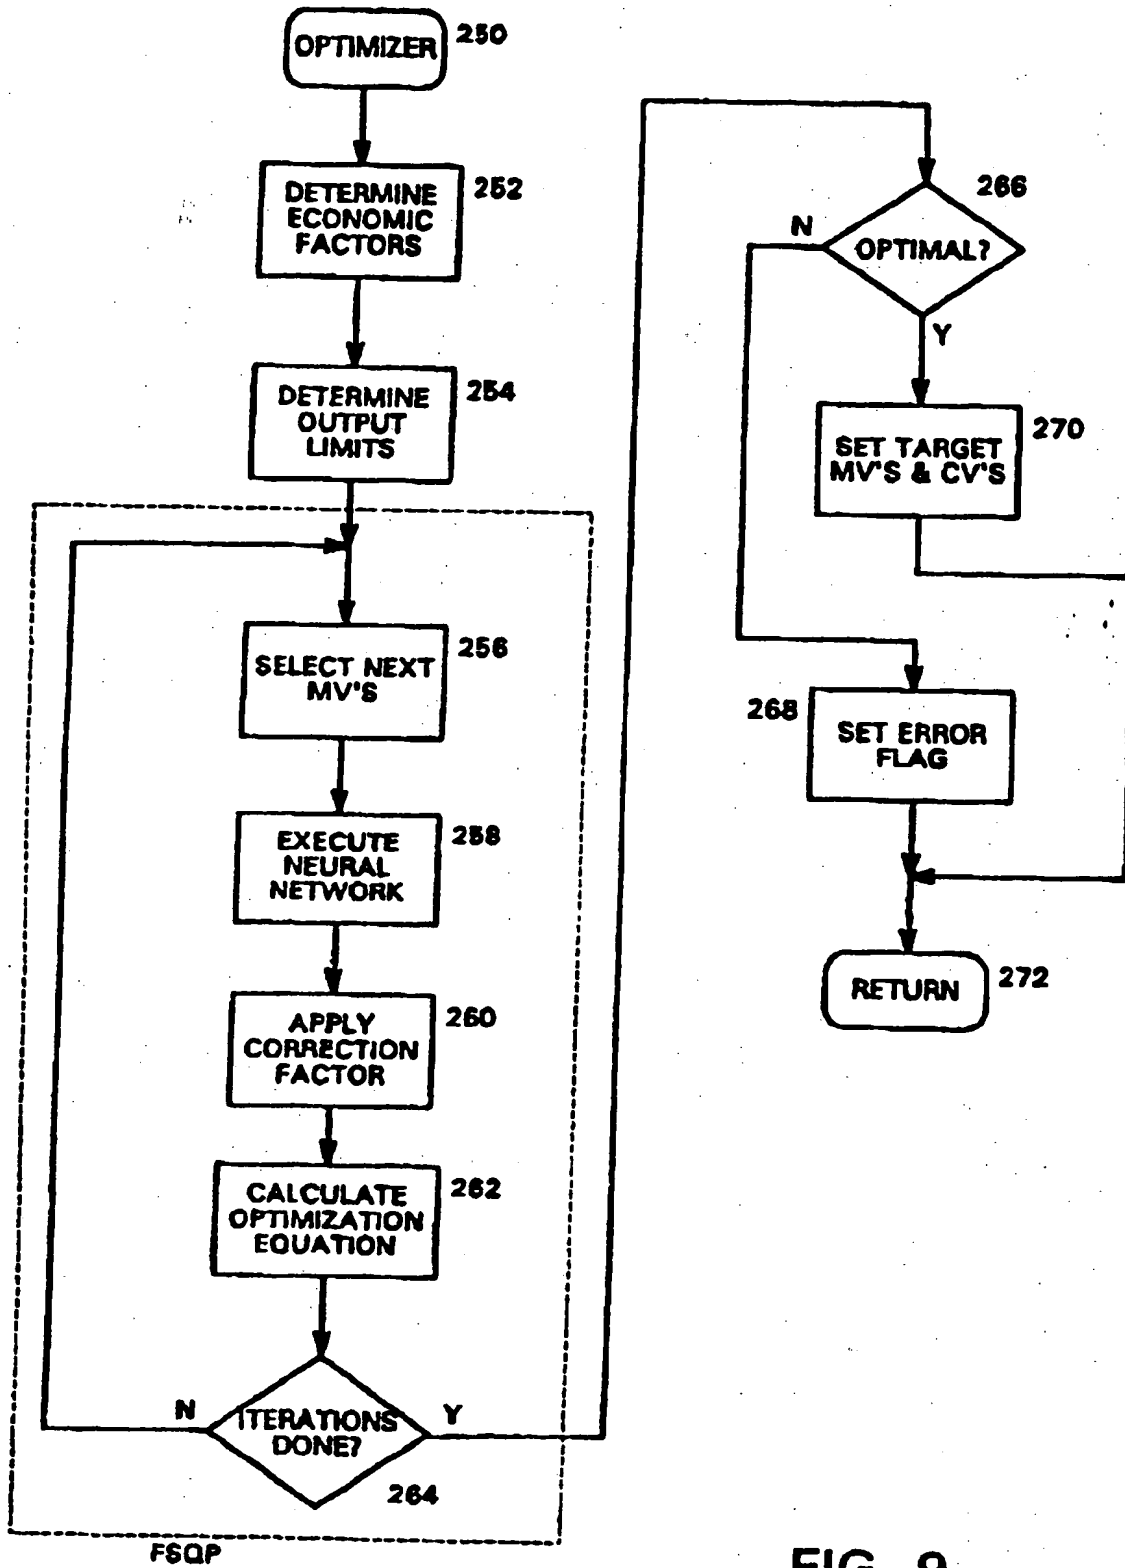 OPTIMIZER
250
DETERMINE
ECONOMIC
FACTORS
252
DETERMINE
OUTPUT
LIMITS
254
SELECT NEXT
MV'S
256
EXECUTE
NEURAL
NETWORK
258
APPLY
CORRECTION
FACTOR
260
CALCULATE
OPTIMIZATION
EQUATION
262
N
ITERATIONS
DONE?
Y
264
FSQP
266
N
OPTIMAL?
Y
270
SET TARGET
MV'S & CV'S
268
SET ERROR
FLAG
RETURN
272
FIG. 9